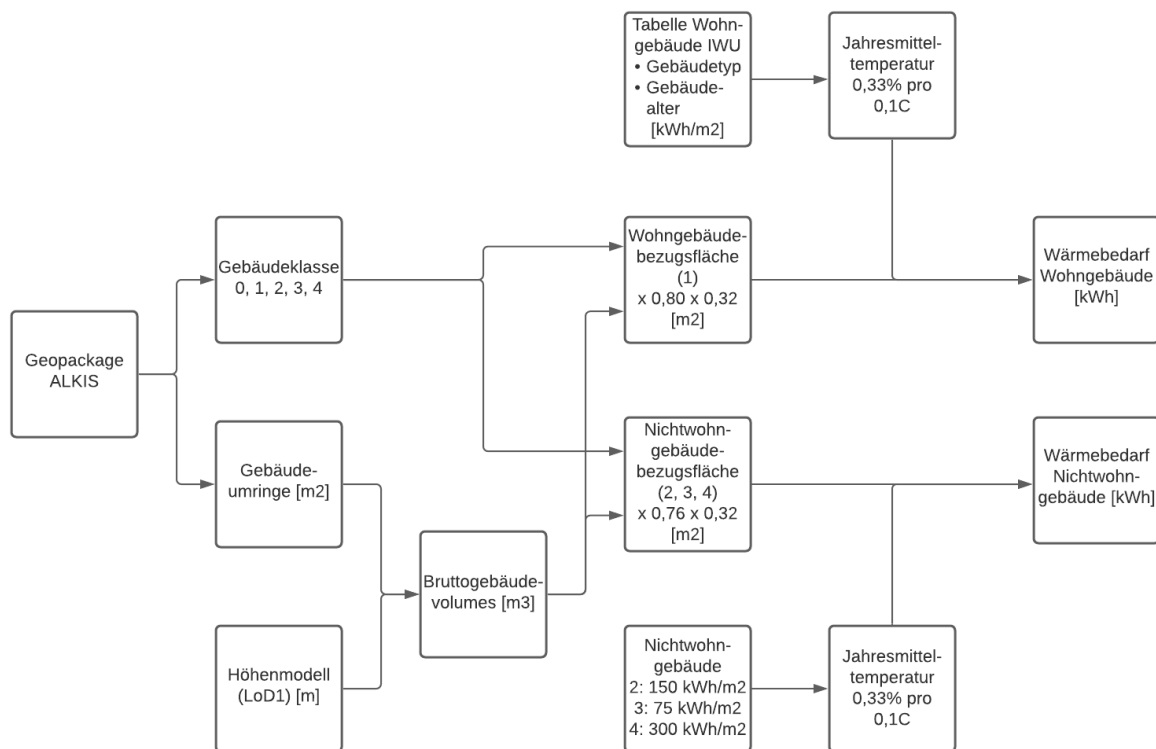 Tabelle Wohn-
gebäude IWU
• Gebäudetyp
• Gebäude-
alter
[kWh/m2]
Jahresmittel-
temperatur
0,33% pro
0,1C
Gebäudeklasse
0, 1, 2, 3, 4
Wohngebäude-
bezugsfläche
(1)
x 0,80 x 0,32
[m2]
Wärmebedarf
Wohngebäude
[kWh]
Geopackage
ALKIS
Gebäude-
umringe [m2]
Nichtwohn-
gebäude-
bezugsfläche
(2, 3, 4)
x 0,76 x 0,32
[m2]
Wärmebedarf
Nichtwohn-
gebäude [kWh]
Bruttogebäude-
volumes [m3]
Höhenmodell
(LoD1) [m]
Nichtwohn-
gebäude
2: 150 kWh/m2
3: 75 kWh/m2
4: 300 kWh/m2
Jahresmittel-
temperatur
0,33% pro
0,1C